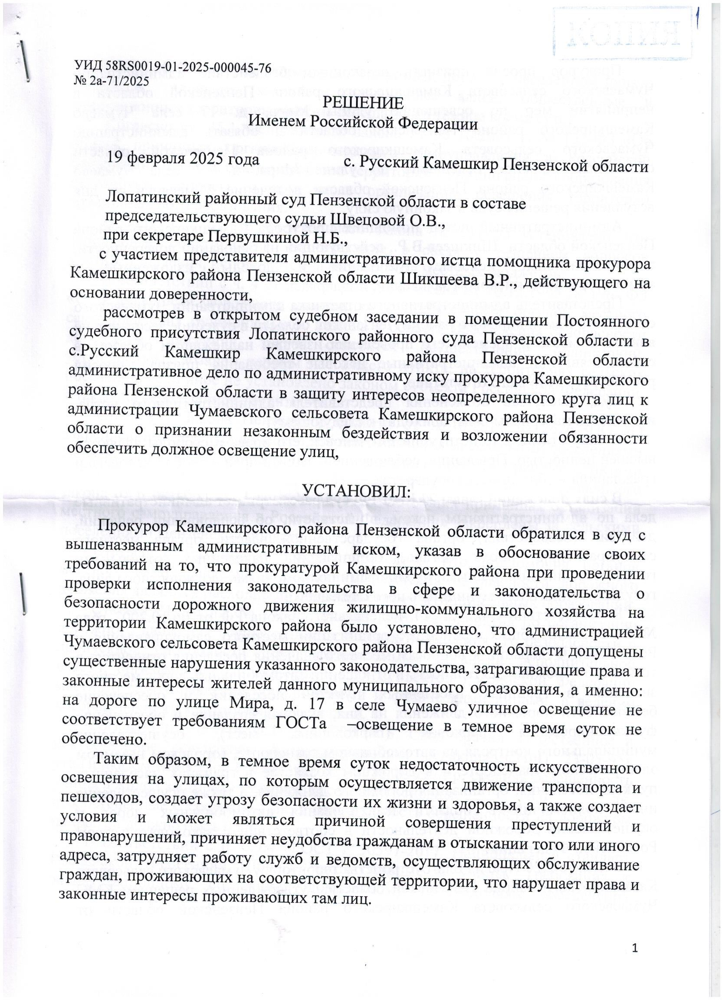 1
УИД 58RS0019-01-2025-000045-76
№ 2а-71/2025
РЕШЕНИЕ
Именем Российской Федерации
19 февраля 2025 года с. Русский Камешкир Пензенской области
Лопатинский районный суд Пензенской области в составе
председательствующего судьи Швецовой О.В.,
при секретаре Первушкиной Н.Б.,
с участием представителя административного истца помощника прокурора
Камешкирского района Пензенской области Шикшеева В.Р., действующего на
основании доверенности,
рассмотрев в открытом судебном заседании в помещении Постоянного
судебного присутствия Лопатинского районного суда Пензенской области в
с.Русский Камешкир Камешкирского района Пензенской области
административное дело по административному иску прокурора Камешкирского
района Пензенской области в защиту интересов неопределенного круга лиц к
администрации Чумаевского сельсовета Камешкирского района Пензенской
области о признании незаконным бездействия и возложении обязанности
обеспечить должное освещение улиц,
УСТАНОВИЛ:
Прокурор Камешкирского района Пензенской области обратился в суд с
вышеназванным административным иском, указав в обоснование своих
требований на то, что прокуратурой Камешкирского района при проведении
проверки исполнения законодательства в сфере и законодательства о
безопасности дорожного движения жилищно-коммунального хозяйства на
территории Камешкирского района было установлено, что администрацией
Чумаевского сельсовета Камешкирского района Пензенской области допущены
существенные нарушения указанного законодательства, затрагивающие права и
законные интересы жителей данного муниципального образования, а именно:
на дороге по улице Мира, д. 17 в селе Чумаево уличное освещение не
соответствует требованиям ГОСТа –освещение в темное время суток не
обеспечено.
Таким образом, в темное время суток недостаточность искусственного
освещения на улицах, по которым осуществляется движение транспорта и
пешеходов, создает угрозу безопасности их жизни и здоровья, а также создает
условия и может являться причиной совершения преступлений и
правонарушений, причиняет неудобства гражданам в отыскании того или иного
адреса, затрудняет работу служб и ведомств, осуществляющих обслуживание
граждан, проживающих на соответствующей территории, что нарушает права и
законные интересы проживающих там лиц.
1